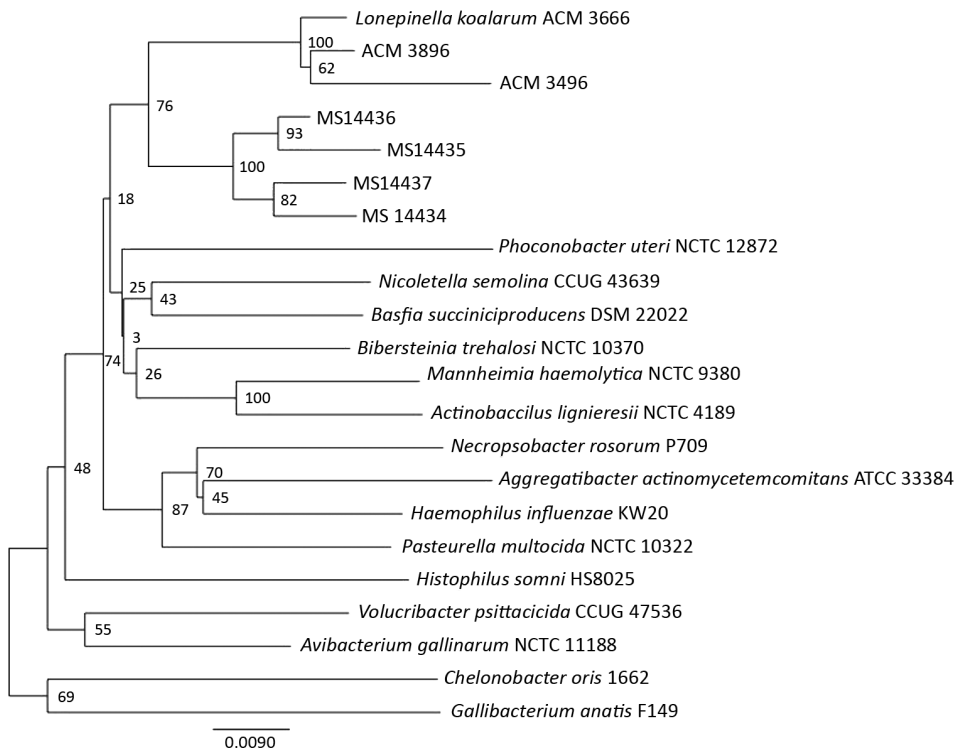 Lonepinella koalarum ACM 3666
100
ACM 3896
62
ACM 3496
76
MS14436
93
MS14435
100
MS14437
82
MS 14434
18
Phoconobacter uteri NCTC 12872
25
Nicoletella semolina CCUG 43639
43
Basfia succiniciproducens DSM 22022
3
Bibersteinia trehalosi NCTC 10370
74
26
Mannheimia haemolytica NCTC 9380
100
Actinobaccilus lignieresii NCTC 4189
Necropsobacter rosorum P709
48
70
Aggregatibacter actinomycetemcomitans ATCC 33384
45
87
Haemophilus influenzae KW20
Pasteurella multocida NCTC 10322
Histophilus somni HS8025
Volucribacter psittacicida CCUG 47536
55
Avibacterium gallinarum NCTC 11188
Chelonobacter oris 1662
69
Gallibacterium anatis F149
0.0090